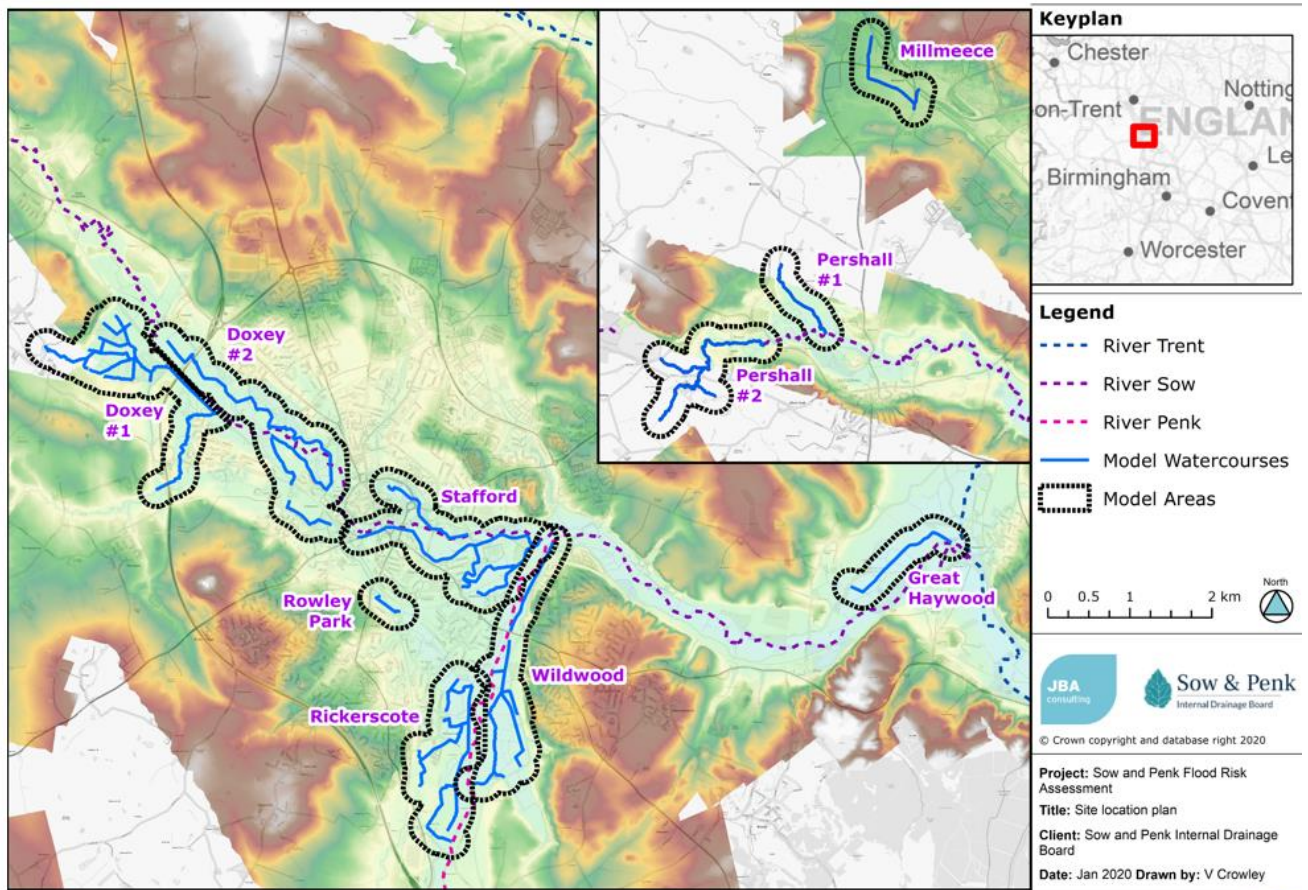 Millmeece
Pershall
#1
Pershall
#2
Doxey
#2
Doxey
#1
Stafford
Rowley
Park
Great
Haywood
Wildwood
Rickerscote
Keyplan
Chester
Notting
on-Trent
ENGLAN
Le
Birmingham
Covent
Worcester
Legend
River Trent
River Sow
River Penk
Model Watercourses
Model Areas
North
0 0.5 1 2 km
JBA
consulting
Sow & Penk
Internal Drainage Board
© Crown copyright and database right 2020
Project: Sow and Penk Flood Risk
Assessment
Title: Site location plan
Client: Sow and Penk Internal Drainage
Board
Date: Jan 2020 Drawn by: V Crowley